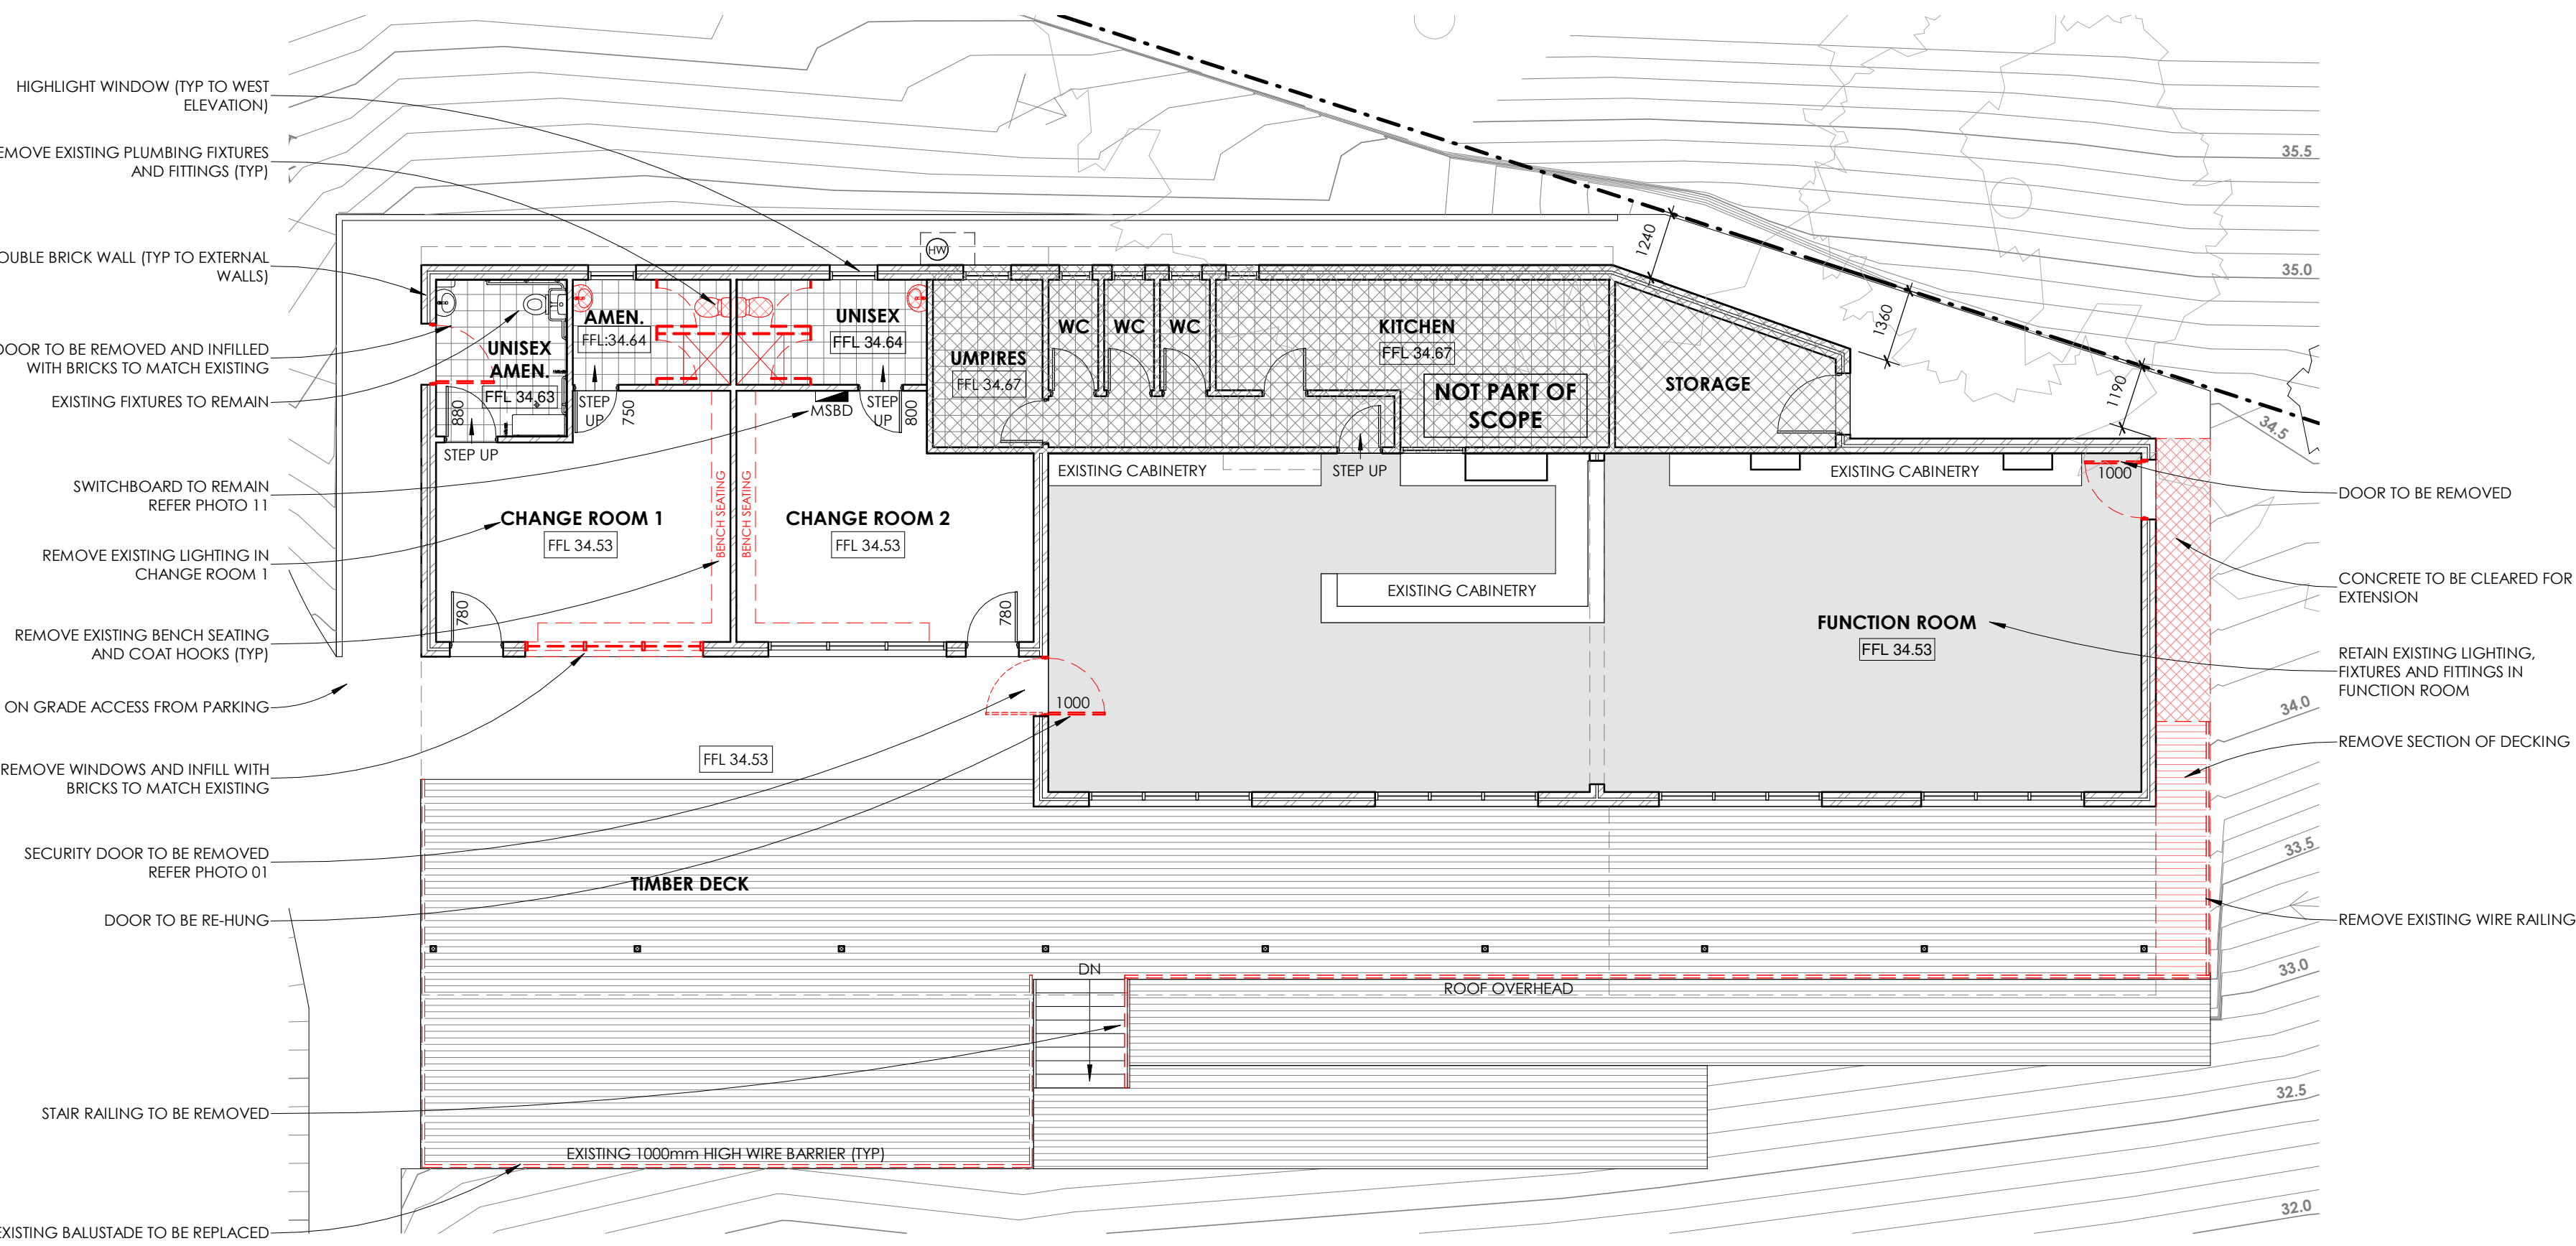 HIGHLIGHT WINDOW (TYP TO WEST
ELEVATION)
EMOVE EXISTING PLUMBING FIXTURES
AND FITTINGS (TYP)
OUBLE BRICK WALL (TYP TO EXTERNAL
WALLS)
DOOR TO BE REMOVED AND INFILLED
WITH BRICKS TO MATCH EXISTING
EXISTING FIXTURES TO REMAIN
SWITCHBOARD TO REMAIN
REFER PHOTO 11
REMOVE EXISTING LIGHTING IN
CHANGE ROOM 1
REMOVE EXISTING BENCH SEATING
AND COAT HOOKS (TYP)
ON GRADE ACCESS FROM PARKING
REMOVE WINDOWS AND INFILL WITH
BRICKS TO MATCH EXISTING
SECURITY DOOR TO BE REMOVED
REFER PHOTO 01
DOOR TO BE RE-HUNG
STAIR RAILING TO BE REMOVED
EXISTING BALUSTADE TO BE REPLACED
HW
UNISEX
AMEN.
FFL 34.63
880
STEP UP
AMEN.
FFL:34.64
STEP
UP
750
UNISEX
FFL 34.64
MSBD
STEP
UP
800
UMPIRES
FFL 34.67
WC
WC
WC
KITCHEN
FFL 34.67
NOT PART OF
SCOPE
STORAGE
1240
1360
1190
CHANGE ROOM 1
FFL 34.53
780
BENCH SEATING
BENCH SEATING
CHANGE ROOM 2
FFL 34.53
780
EXISTING CABINETRY
STEP UP
EXISTING CABINETRY
EXISTING CABINETRY
1000
FUNCTION ROOM
FFL 34.53
1000
FFL 34.53
TIMBER DECK
DN
ROOF OVERHEAD
EXISTING 1000mm HIGH WIRE BARRIER (TYP)
35.5
35.0
34.5
34.0
33.5
33.0
32.5
32.0
DOOR TO BE REMOVED
CONCRETE TO BE CLEARED FOR
EXTENSION
RETAIN EXISTING LIGHTING,
FIXTURES AND FITTINGS IN
FUNCTION ROOM
REMOVE SECTION OF DECKING
REMOVE EXISTING WIRE RAILING